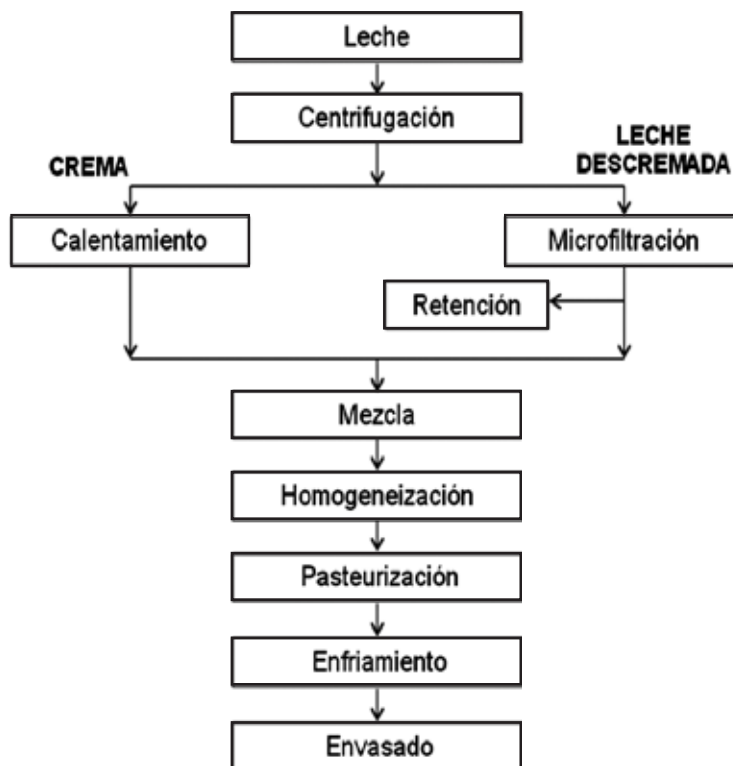 Leche
Centrifugación
CREMA
LECHE
DESCREMADA
Calentamiento
Microfiltración
Retención
Mezcla
Homogeneización
Pasteurización
Enfriamiento
Envasado